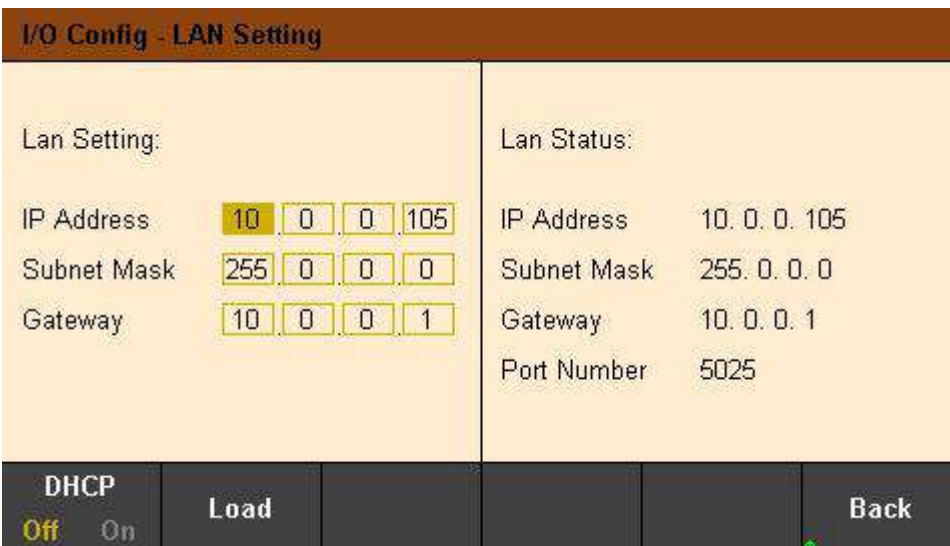 I/O Config - LAN Setting
Lan Setting:
IP Address 10 . 0 . 0 . 105
Subnet Mask 255 . 0 . 0 . 0
Gateway 10 . 0 . 0 . 1
Lan Status:
IP Address 10. 0. 0. 105
Subnet Mask 255. 0. 0. 0
Gateway 10. 0. 0. 1
Port Number 5025
DHCP
Off On
Load
Back